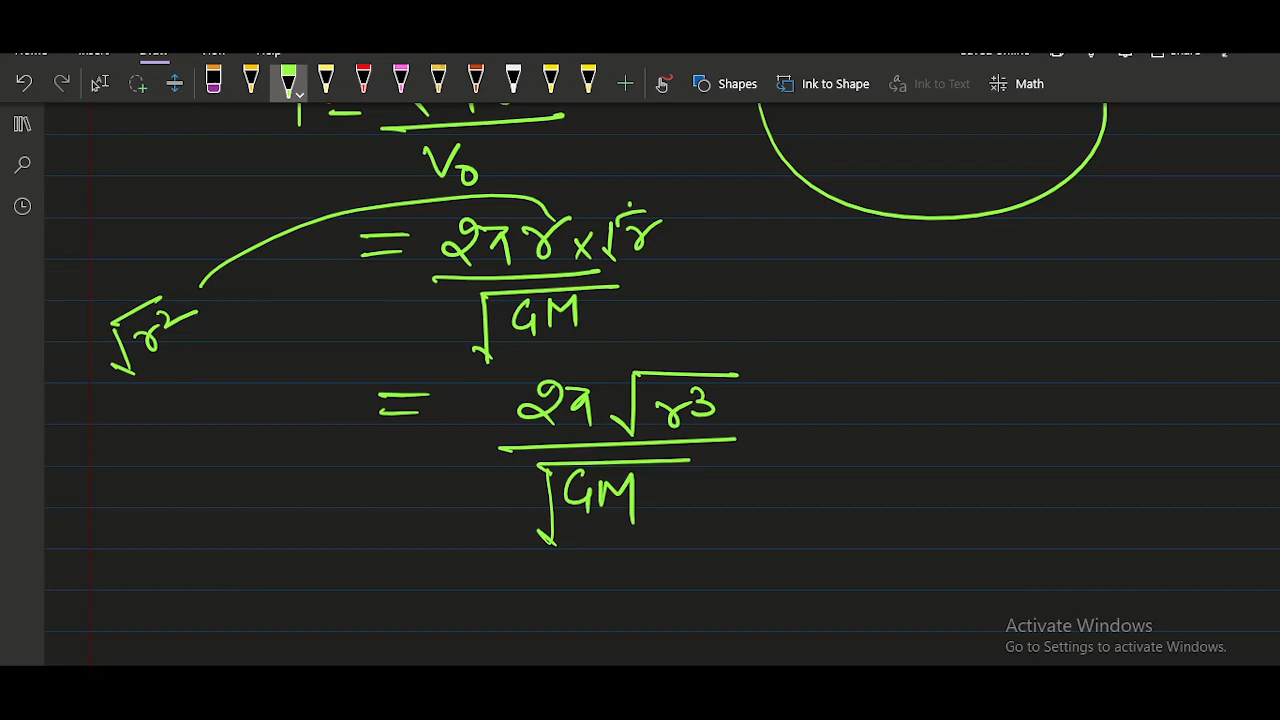 Shapes Ink to Shape Ink to Text Math
V₀
= 2π r × √r
√GM
√r²
= 2π √r³
√GM
Activate Windows
Go to Settings to activate Windows.